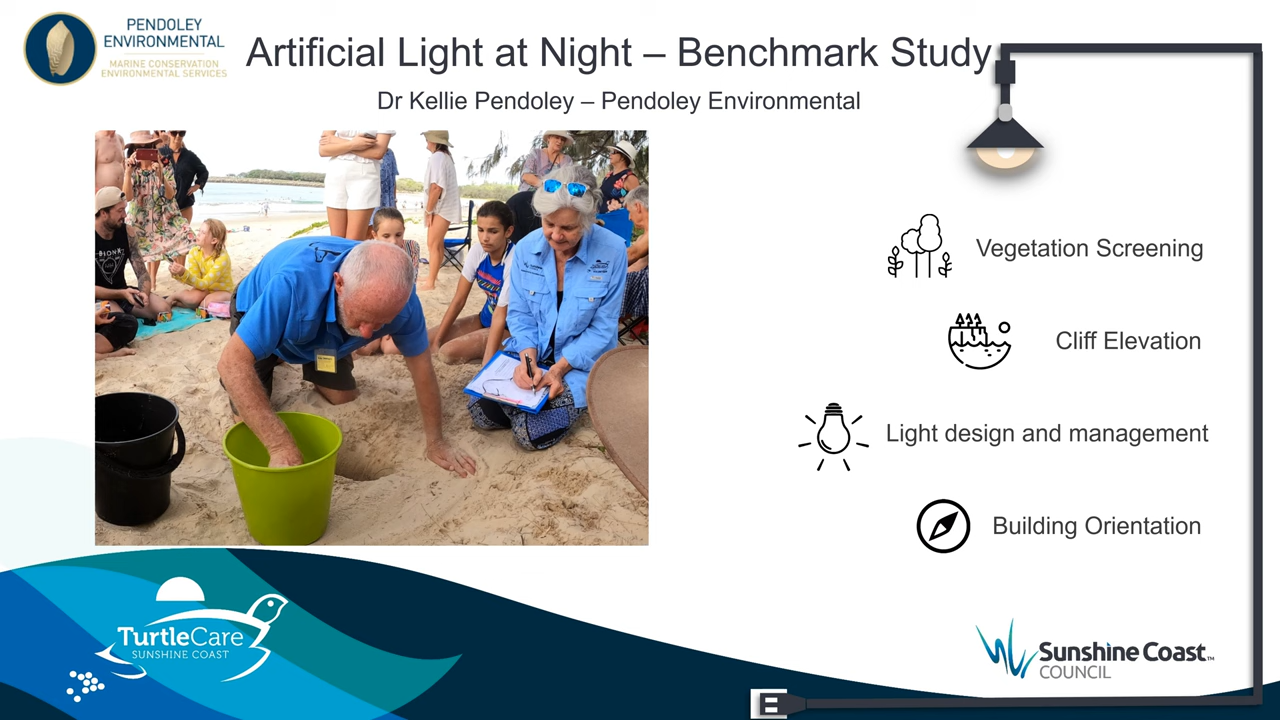 PENDOLEY
ENVIRONMENTAL
MARINE CONSERVATION
ENVIRONMENTAL SERVICES
Artificial Light at Night – Benchmark Study
Dr Kellie Pendoley – Pendoley Environmental
Vegetation Screening
Cliff Elevation
Light design and management
Building Orientation
TurtleCare
SUNSHINE COAST
Sunshine Coast™
COUNCIL